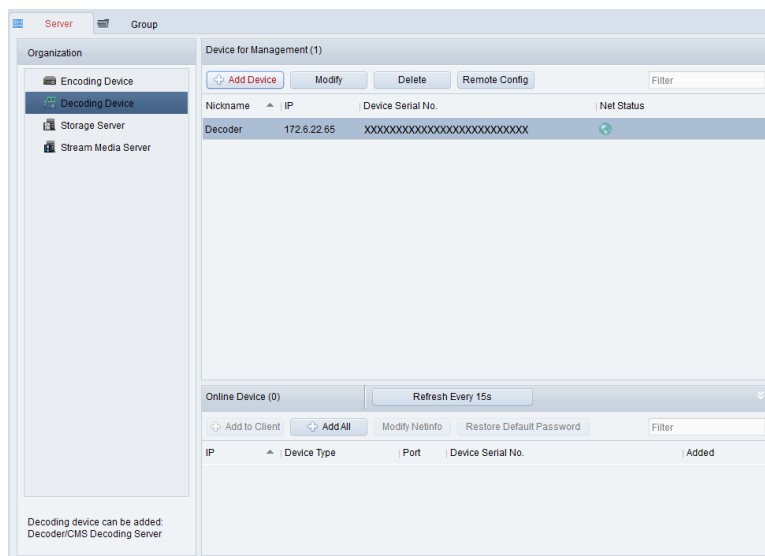 Server Group
Organization
Encoding Device
Decoding Device
Storage Server
Stream Media Server
Decoding device can be added:
Decoder/CMS Decoding Server
Device for Management (1)
Add Device Modify Delete Remote Config Filter
Nickname IP Device Serial No. Net Status
Decoder 172.6.22.65 XXXXXXXXXXXXXXXXXXXXXXXXXX
Online Device (0) Refresh Every 15s
Add to Client Add All Modify Netinfo Restore Default Password Filter
IP Device Type Port Device Serial No. Added